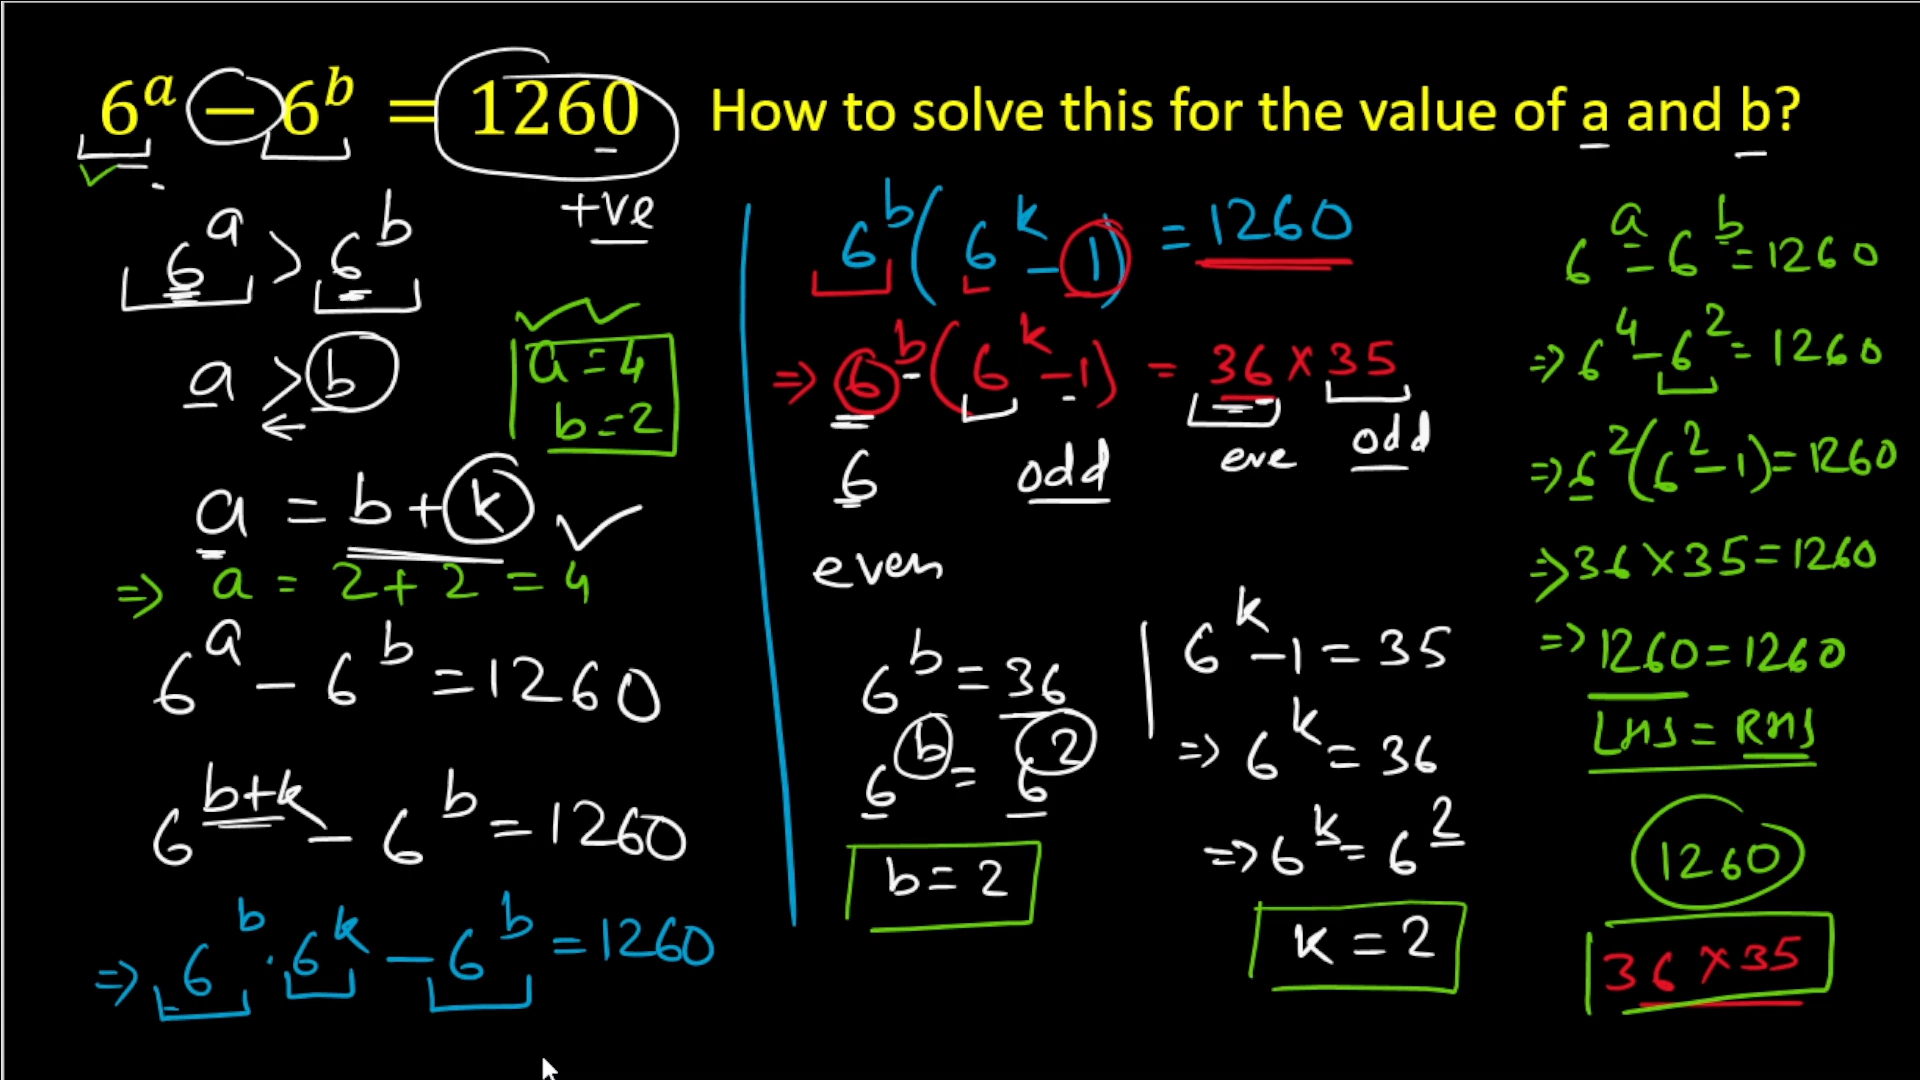 6^a − 6^b = 1260 How to solve this for the value of a and b?
+ve
6^a > 6^b
a > b
a = 4
b = 2
a = b + k
⇒ a = 2 + 2 = 4
6^a − 6^b = 1260
6^(b+k) − 6^b = 1260
⇒ 6^b · 6^k − 6^b = 1260
6^b (6^k − 1) = 1260
⇒ 6^b (6^k − 1) = 36 × 35
6 odd eve odd
even
6^b = 36
6^b = 6^2
b = 2
6^k − 1 = 35
⇒ 6^k = 36
⇒ 6^k = 6^2
k = 2
6^a − 6^b = 1260
⇒ 6^4 − 6^2 = 1260
⇒ 6^2 (6^2 − 1) = 1260
⇒ 36 × 35 = 1260
⇒ 1260 = 1260
LHS = RHS
1260
36 × 35